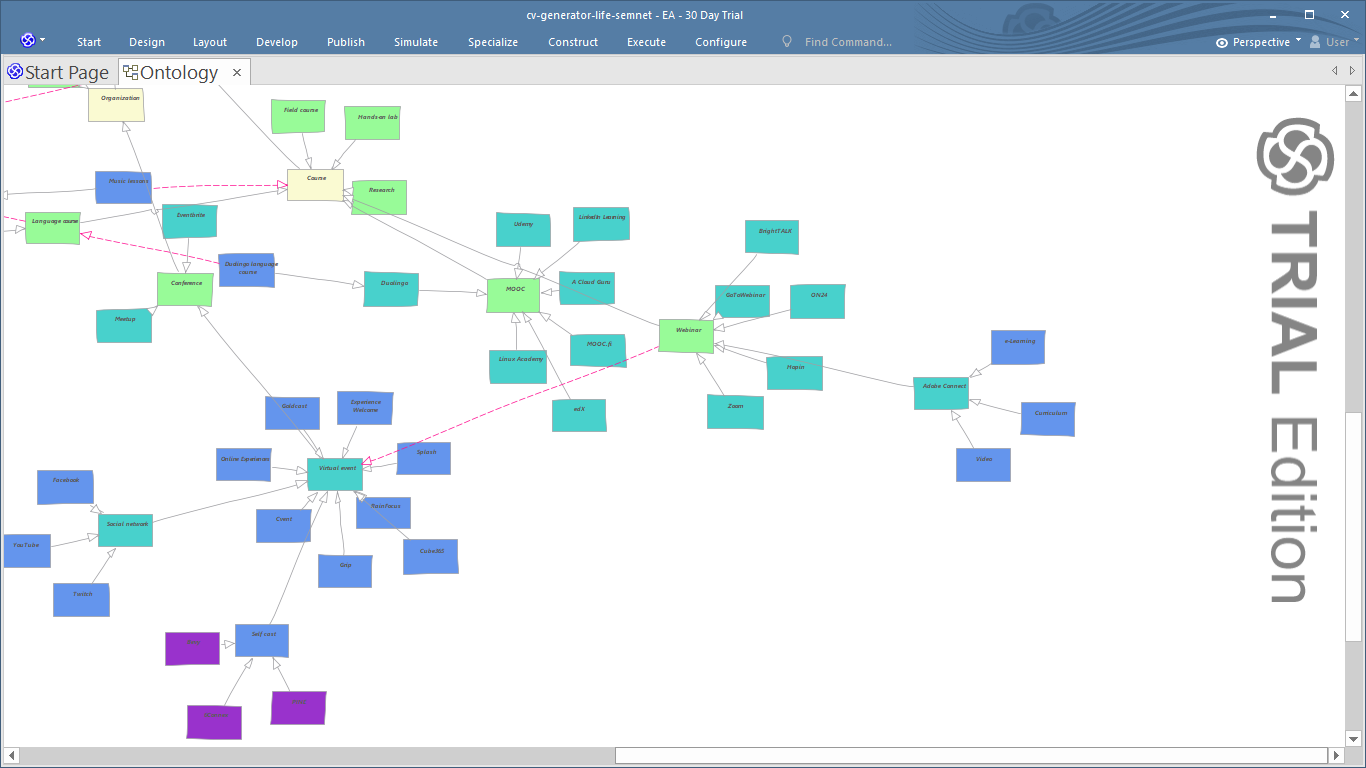 cv-generator-life-semnet - EA - 30 Day Trial
Start Design Layout Develop Publish Simulate Specialize Construct Execute Configure Find Command... Perspective User
Start Page Ontology
TRIAL Edition
Organization
Field course
Hands on lab
Music lessons
Course
Research
Language course
Eventbrite
Udemy
LinkedIn Learning
BrightTALK
Duolingo language
course
Conference
Duolingo
MOOC
A Cloud Guru
GoToWebinar
ON24
Meetup
Webinar
MOOC.fi
e-Learning
Linux Academy
Hopin
Adobe Connect
Goldcast
Experience
Welcome
edX
Zoom
Curriculum
Online Experiences
Virtual event
Splash
Video
Facebook
RainFocus
Social network
Cvent
YouTube
Grip
Cube365
Twitch
Self cast